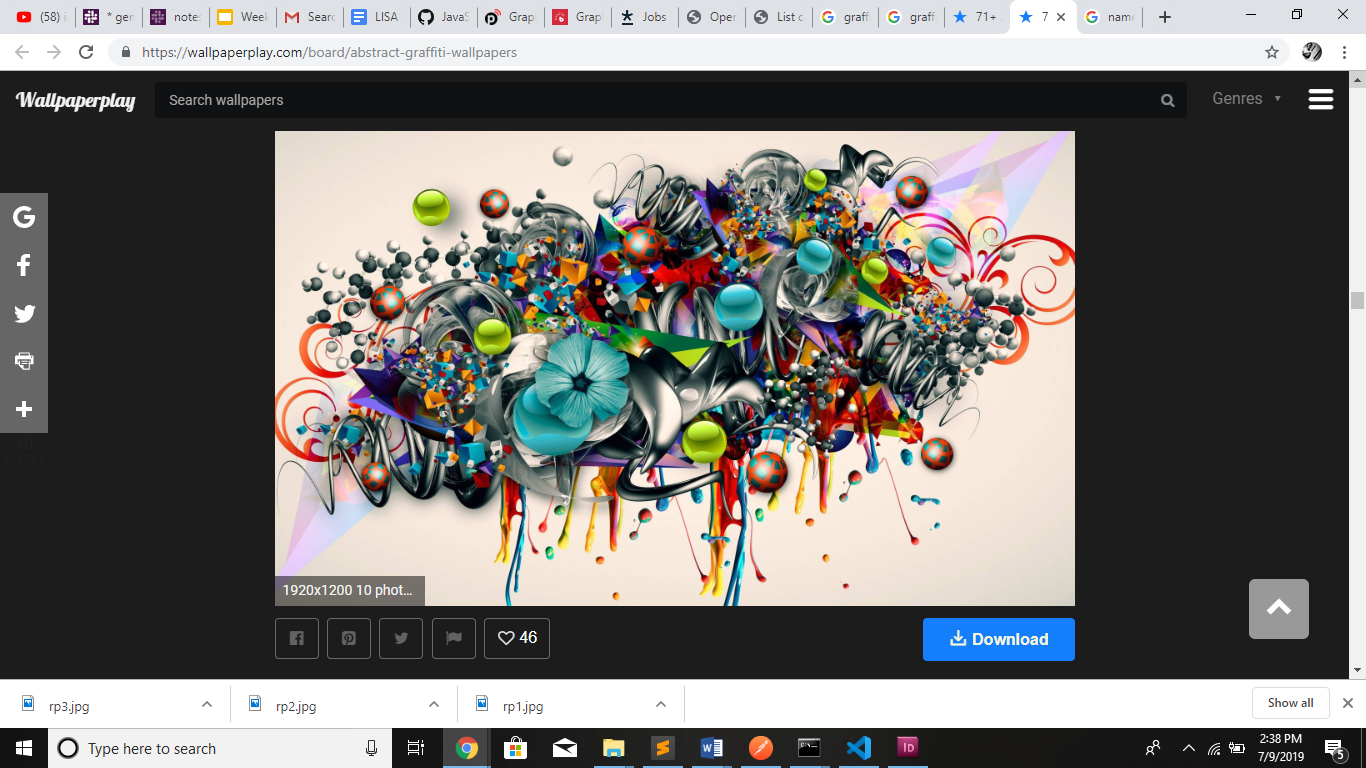 (58) i
* ger
notes
Week
Searc
LISA
JavaS
Grap
Grap
Jobs
Oper
List c
graff
graff
71+
7
name
https://wallpaperplay.com/board/abstract-graffiti-wallpapers
Wallpaperplay
Search wallpapers
Genres
1920x1200 10 phot...
46
Download
rp3.jpg
rp2.jpg
rp1.jpg
Show all
Type here to search
2:38 PM
7/9/2019
5